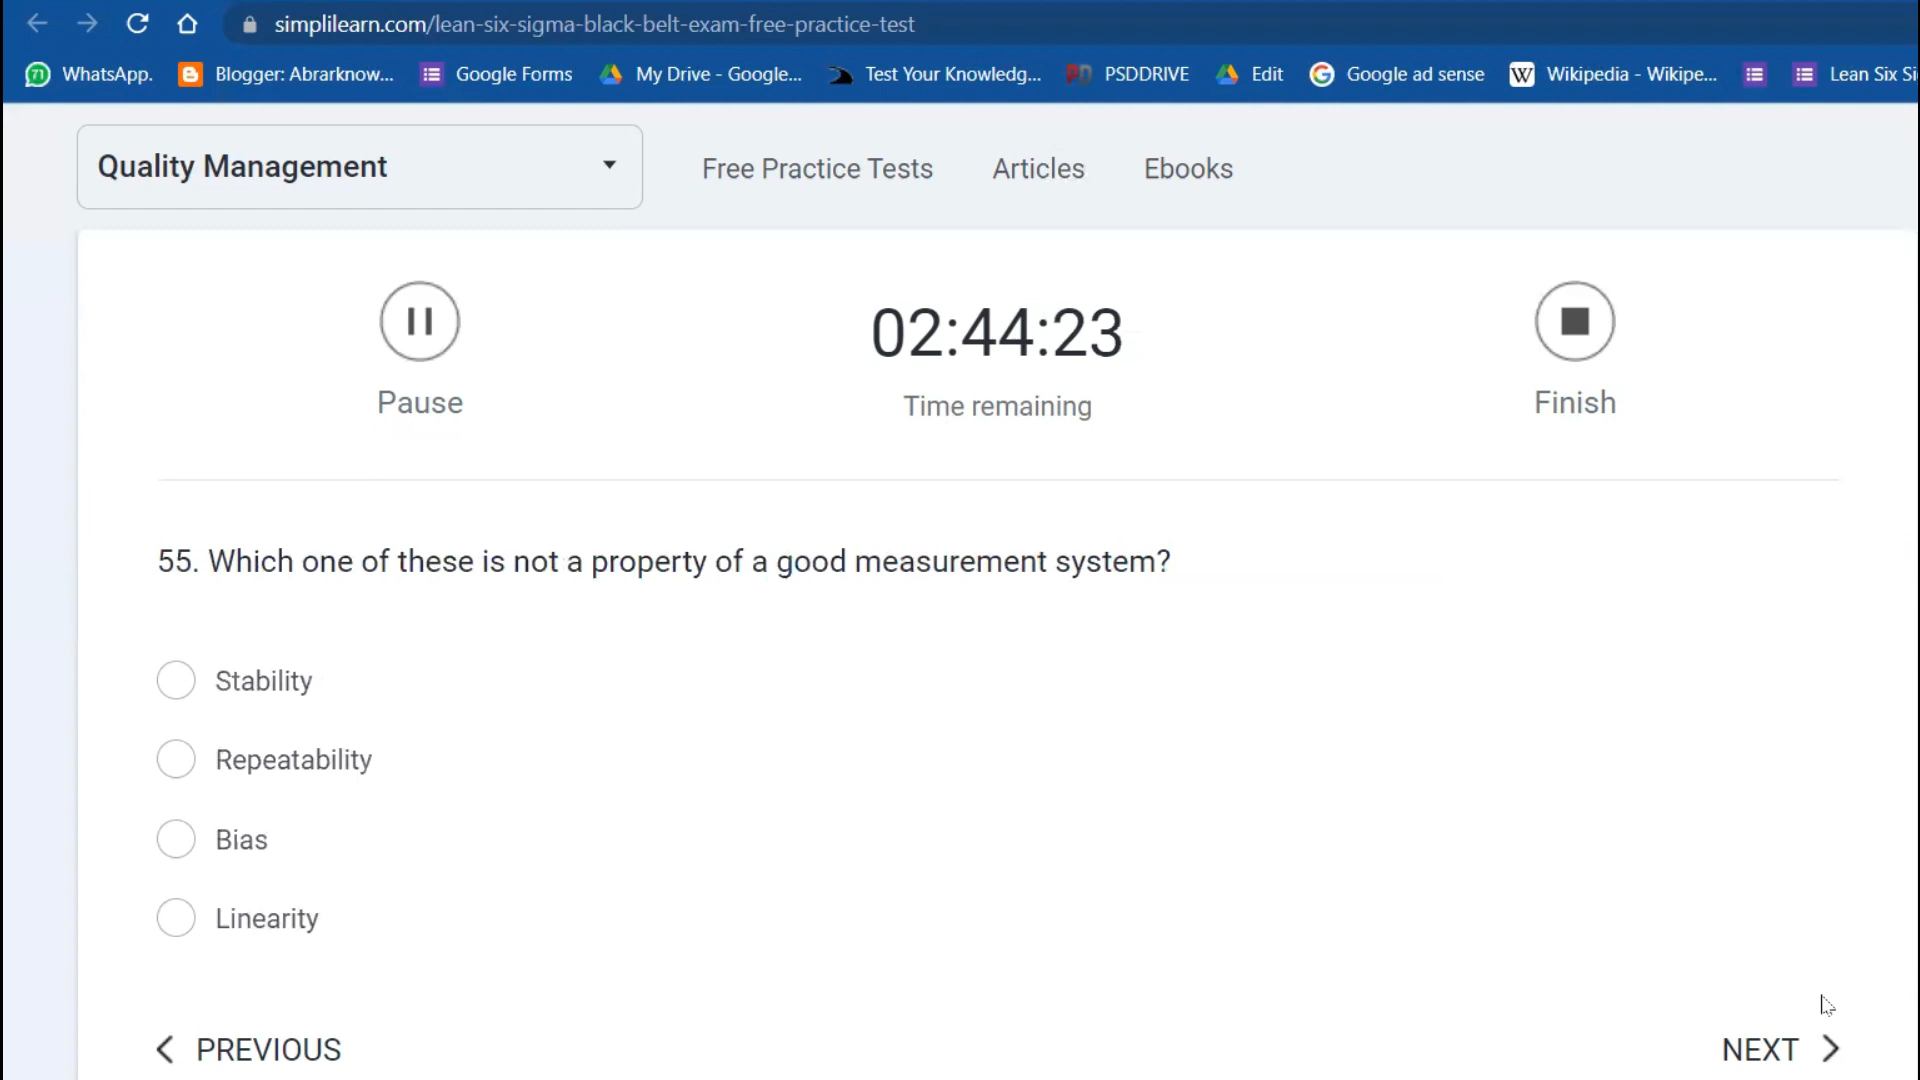 simplilearn.com/lean-six-sigma-black-belt-exam-free-practice-test
71 WhatsApp. Blogger: Abrarknow... Google Forms My Drive - Google... Test Your Knowledg... PD PSDDRIVE Edit G Google ad sense W Wikipedia - Wikipe... Lean Six Si
Quality Management Free Practice Tests Articles Ebooks
02:44:23
Pause Time remaining Finish
55. Which one of these is not a property of a good measurement system?
Stability
Repeatability
Bias
Linearity
PREVIOUS NEXT